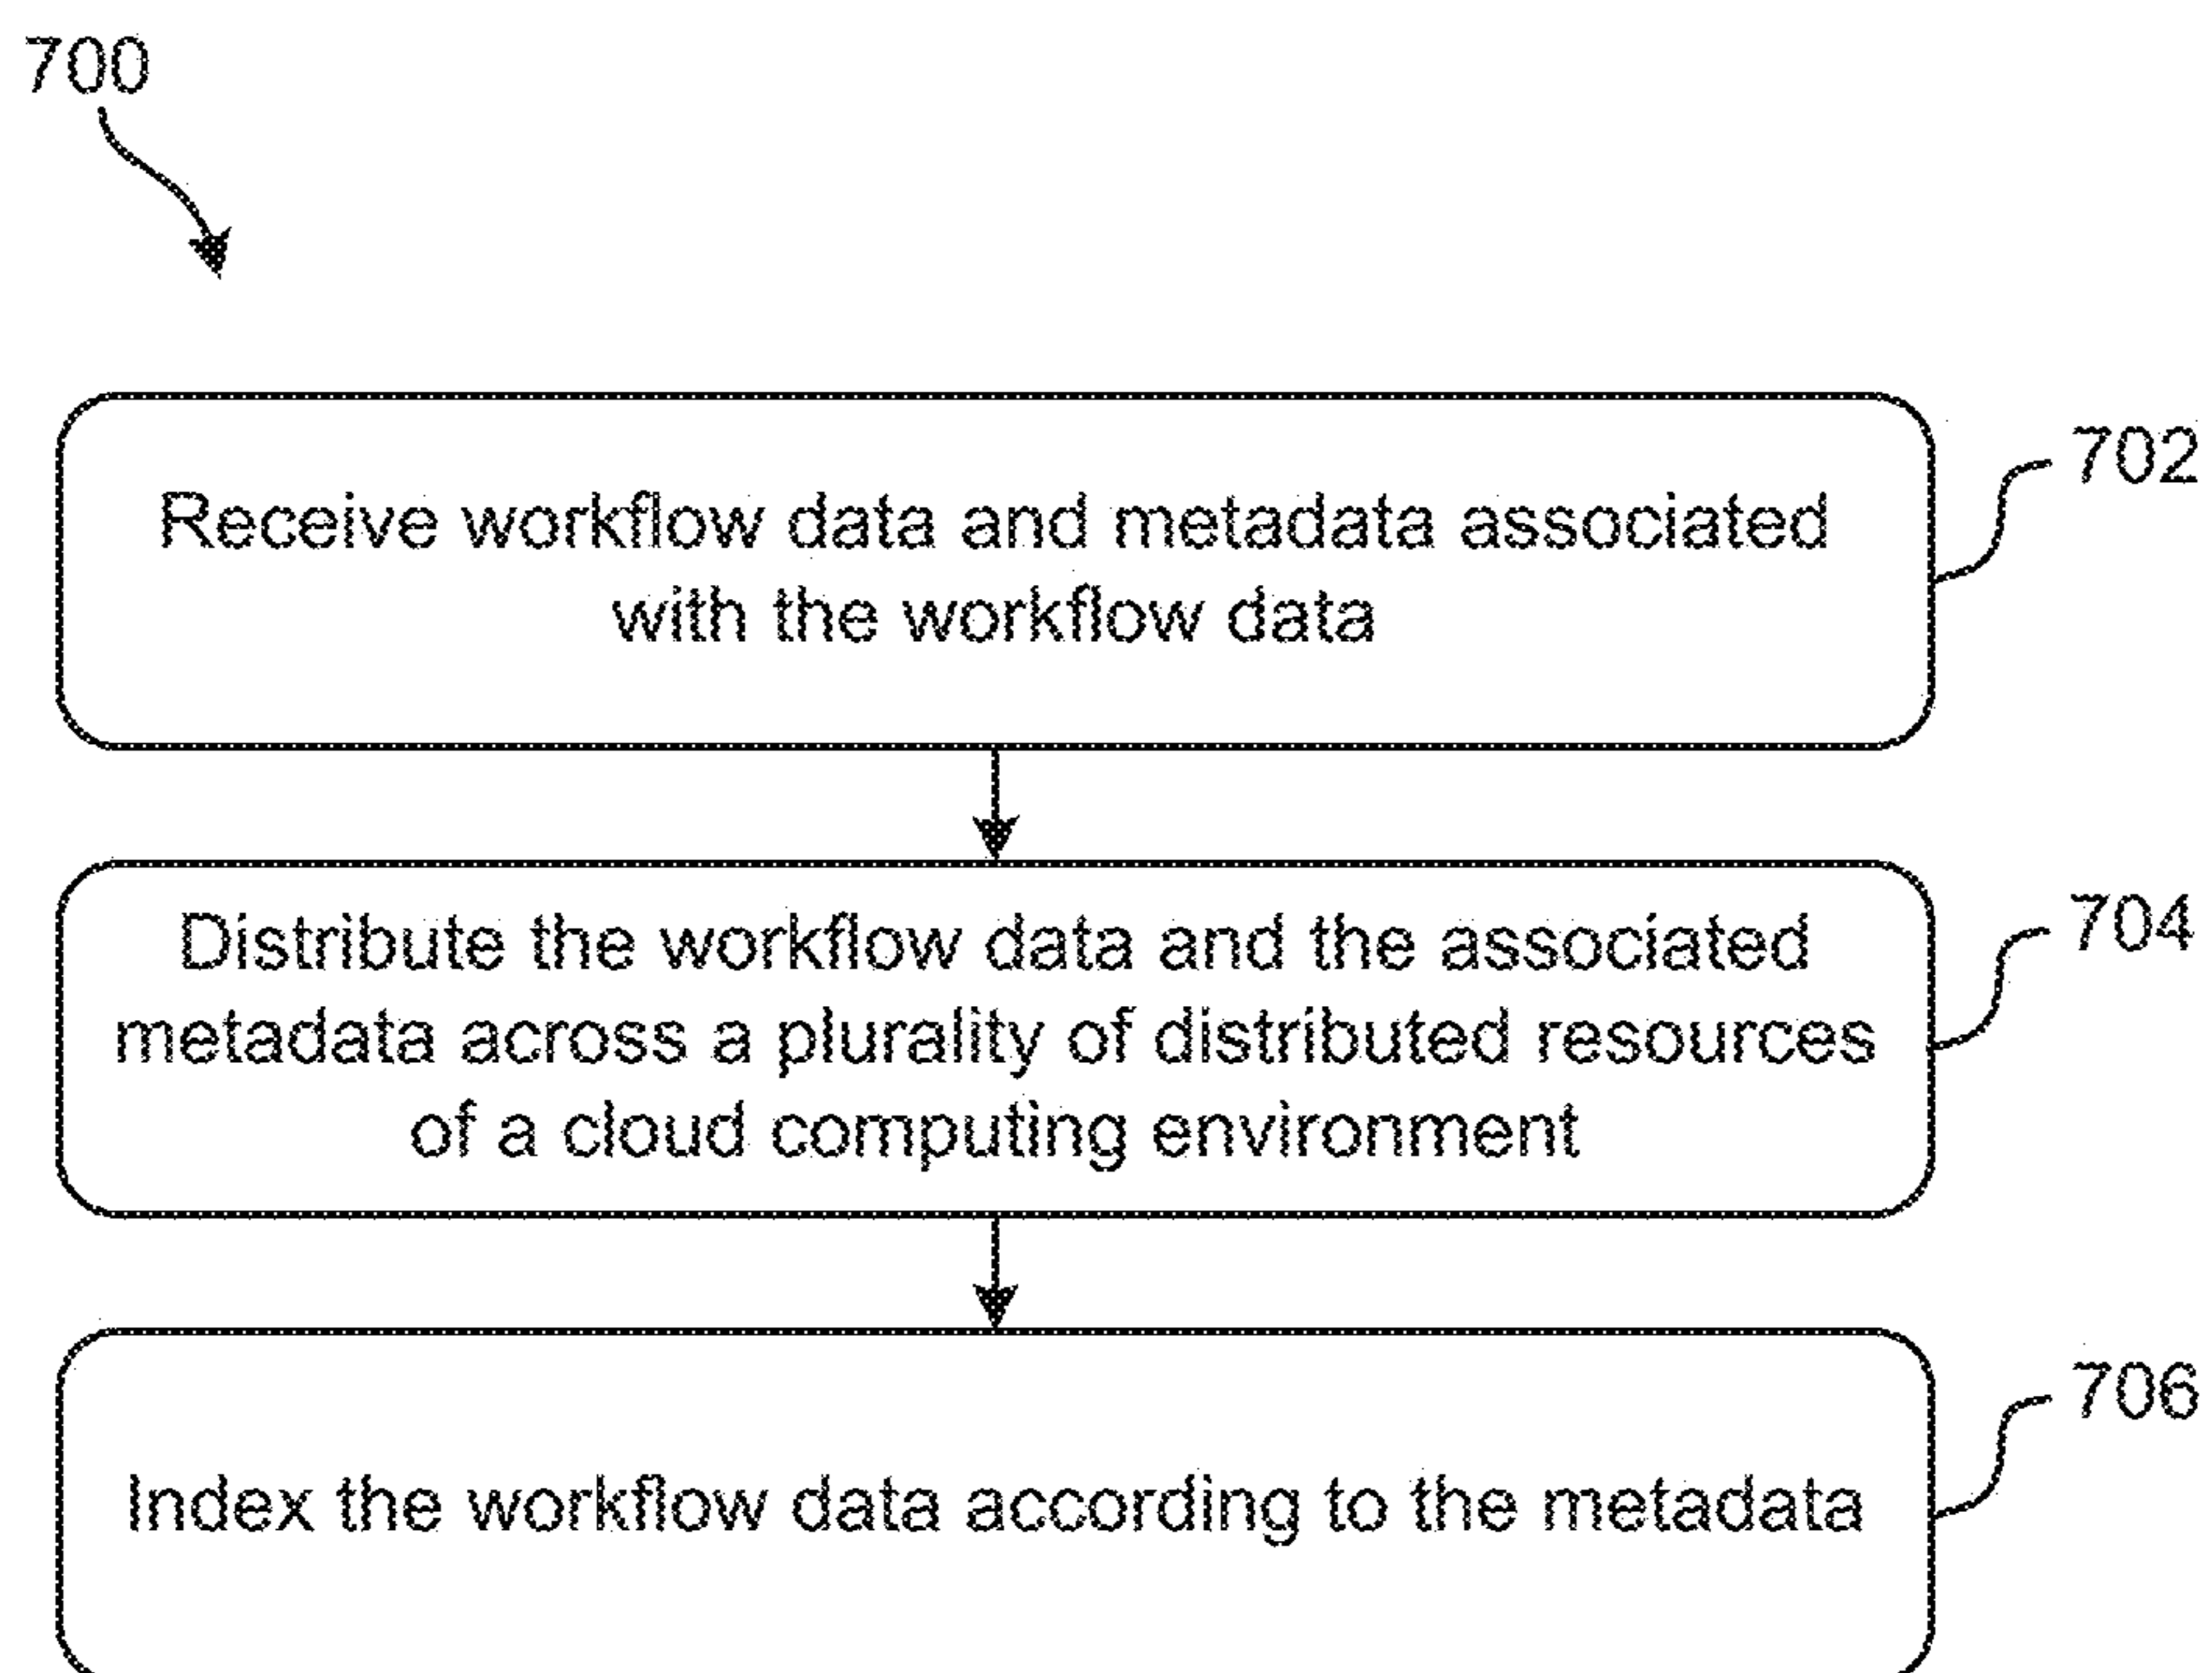 700
Receive workflow data and metadata associated
with the workflow data
702
Distribute the workflow data and the associated
metadata across a plurality of distributed resources
of a cloud computing environment
704
Index the workflow data according to the metadata
706